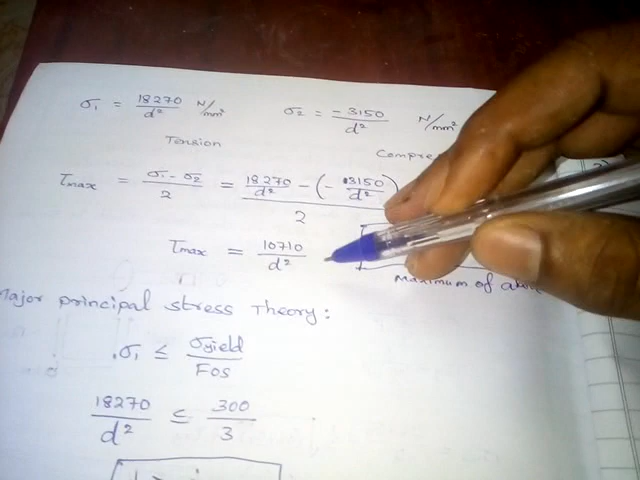 σ1 = 18270/d² N/mm² σ2 = -3150/d² N/mm²
Tension
τmax = (σ1 - σ2)/2 = (18270/d² - (-3150/d²))/2
τmax = 10710/d²
Maximum of
Major principal stress Theory:
σ1 ≤ σyield/FOS
18270/d² ≤ 300/3